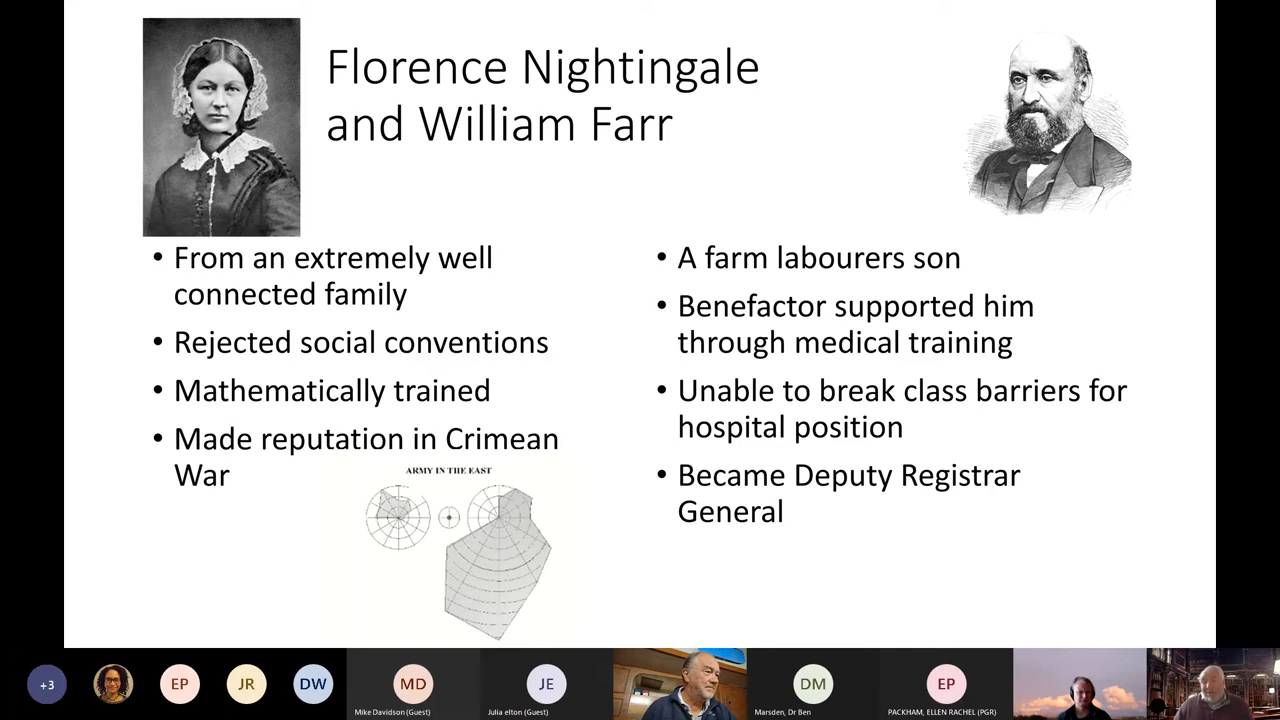 Florence Nightingale
and William Farr
• From an extremely well
connected family
• Rejected social conventions
• Mathematically trained
• Made reputation in Crimean
War
ARMY IN THE EAST
• A farm labourers son
• Benefactor supported him
through medical training
• Unable to break class barriers for
hospital position
• Became Deputy Registrar
General
+3
EP
JR
DW
MD
Mike Davidson (Guest)
JE
Julia elton (Guest)
DM
Marsden, Dr Ben
EP
PACKHAM, ELLEN RACHEL (PGR)